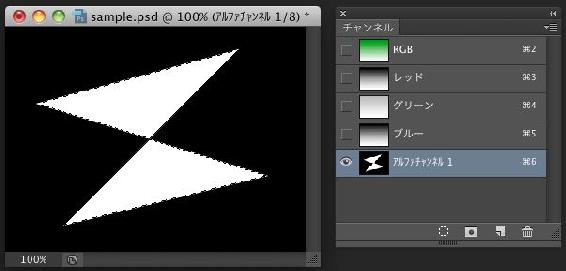 sample.psd @ 100% (ｱﾙﾌｧﾁｬﾝﾈﾙ 1/8) *
100%
チャンネル
RGB ⌘2
レッド ⌘3
グリーン ⌘4
ブルー ⌘5
ｱﾙﾌｧﾁｬﾝﾈﾙ 1 ⌘6